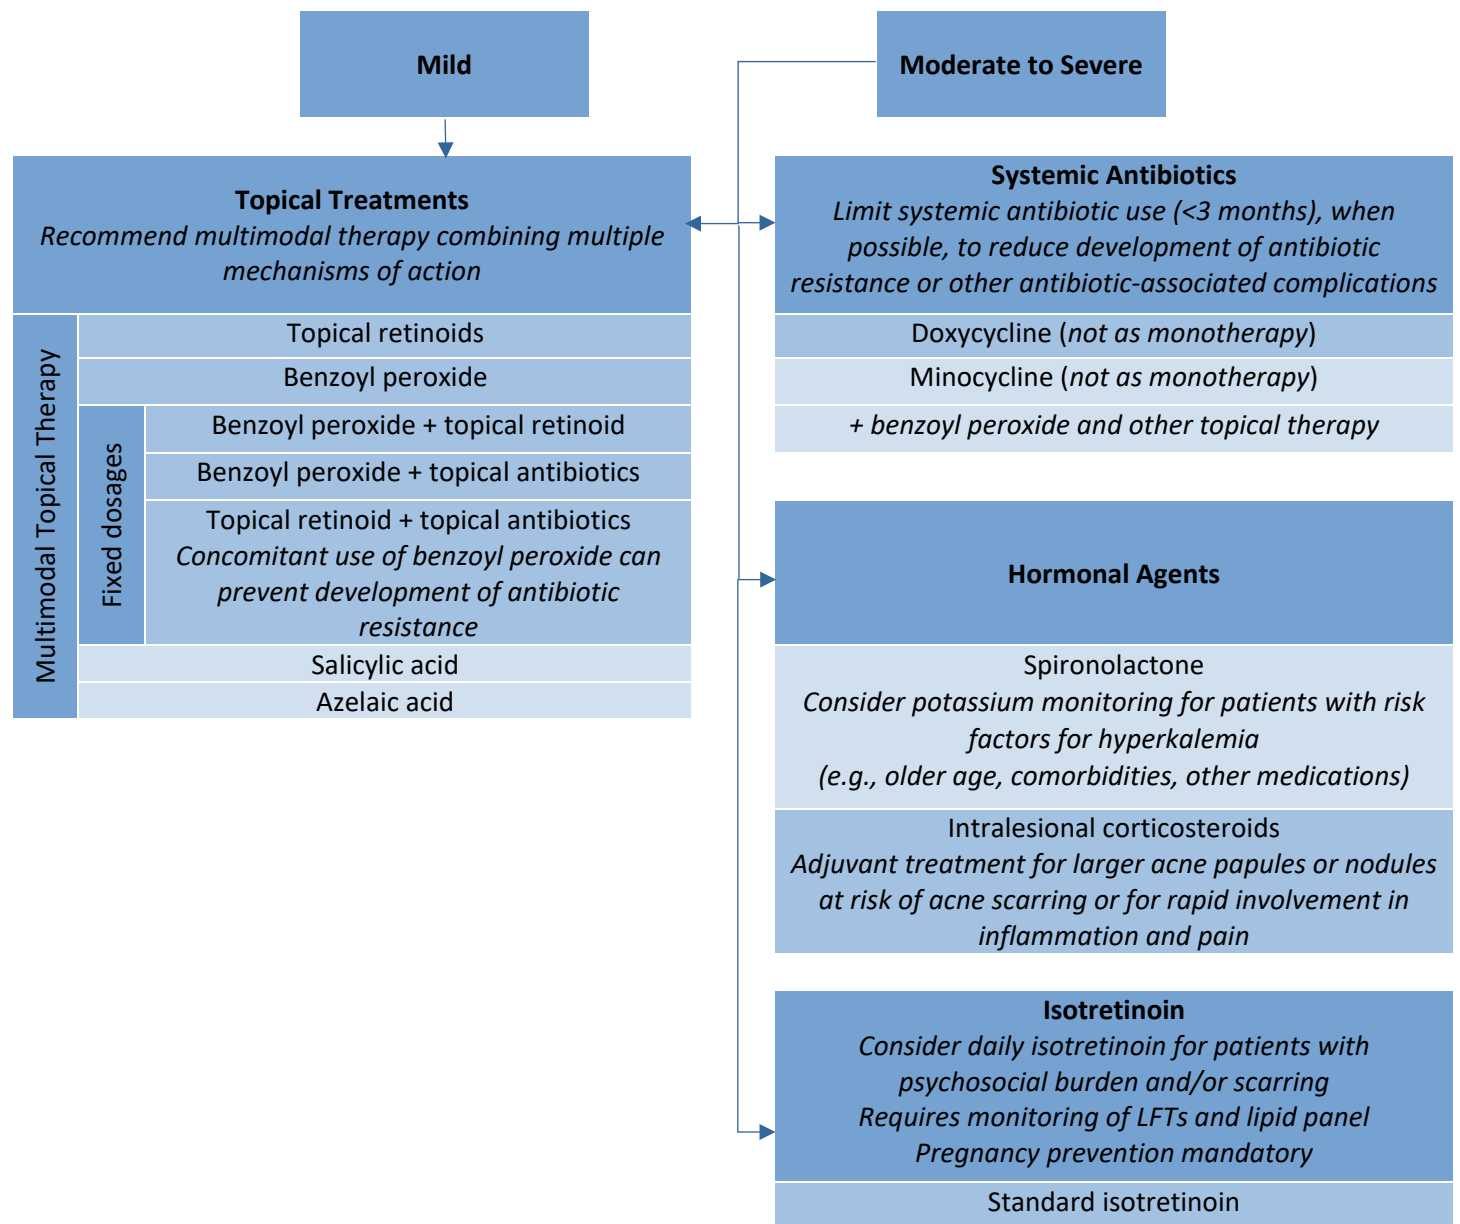 Mild
Moderate to Severe
Topical Treatments
Recommend multimodal therapy combining multiple
mechanisms of action
Multimodal Topical Therapy
Topical retinoids
Benzoyl peroxide
Fixed dosages
Benzoyl peroxide + topical retinoid
Benzoyl peroxide + topical antibiotics
Topical retinoid + topical antibiotics
Concomitant use of benzoyl peroxide can
prevent development of antibiotic
resistance
Salicylic acid
Azelaic acid
Systemic Antibiotics
Limit systemic antibiotic use (<3 months), when
possible, to reduce development of antibiotic
resistance or other antibiotic-associated complications
Doxycycline (not as monotherapy)
Minocycline (not as monotherapy)
+ benzoyl peroxide and other topical therapy
Hormonal Agents
Spironolactone
Consider potassium monitoring for patients with risk
factors for hyperkalemia
(e.g., older age, comorbidities, other medications)
Intralesional corticosteroids
Adjuvant treatment for larger acne papules or nodules
at risk of acne scarring or for rapid involvement in
inflammation and pain
Isotretinoin
Consider daily isotretinoin for patients with
psychosocial burden and/or scarring
Requires monitoring of LFTs and lipid panel
Pregnancy prevention mandatory
Standard isotretinoin